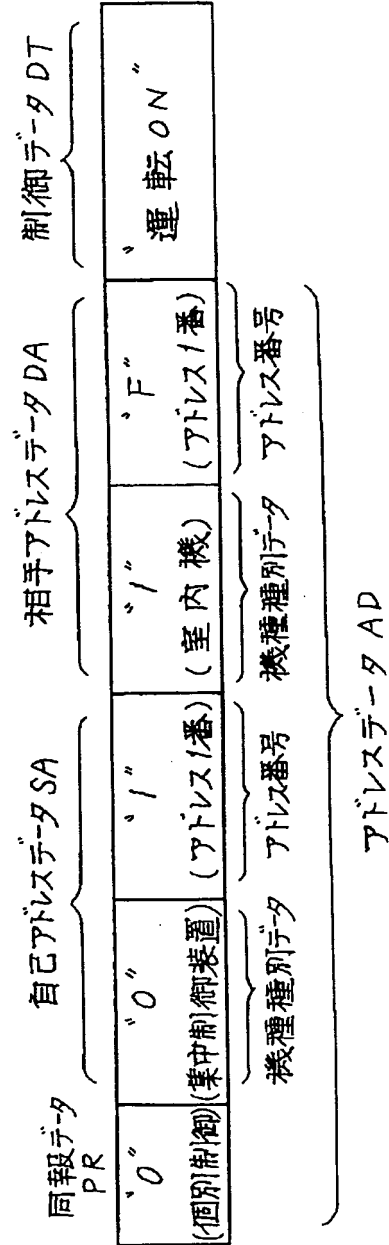 同報データ
PR
自己アドレスデータ SA
相手アドレスデータ DA
制御データ DT
"0"
(個別制御)
"0"
(集中制御装置)
"1"
(アドレス1番)
"1"
(室内機)
"F"
(アドレス1番)
"運転ON"
機種種別データ
アドレス番号
機種種別データ
アドレス番号
アドレスデータ AD